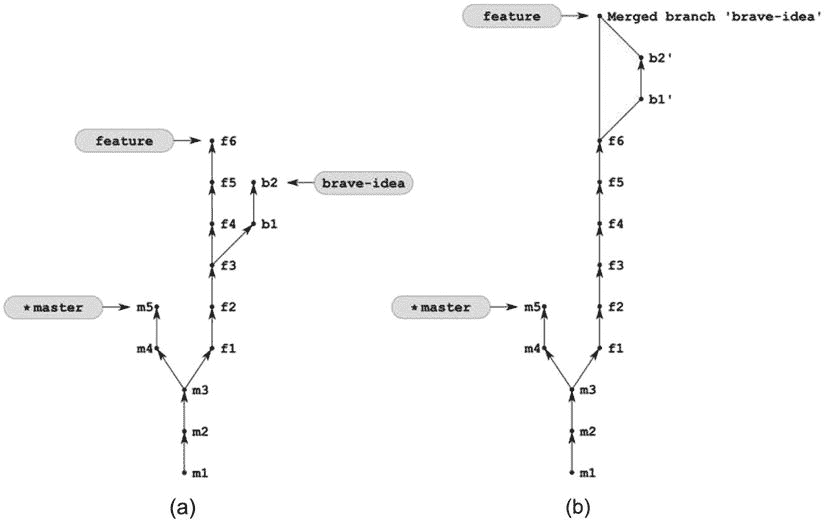 feature
f6
f5
b2
brave-idea
f4
b1
f3
*master
m5
f2
m4
f1
m3
m2
m1
(a)
feature
Merged branch 'brave-idea'
b2'
b1'
f6
f5
f4
f3
*master
m5
f2
m4
f1
m3
m2
m1
(b)